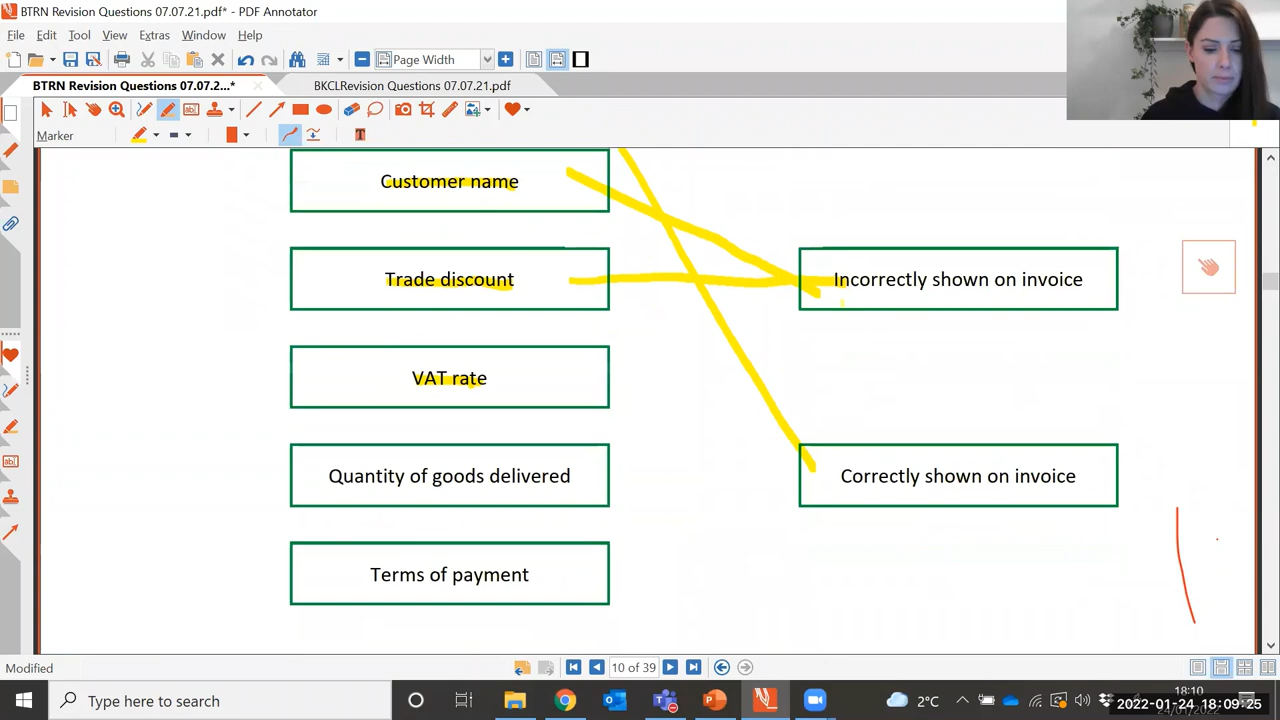 BTRN Revision Questions 07.07.21.pdf* - PDF Annotator
File Edit Tool View Extras Window Help
Page Width
BTRN Revision Questions 07.07.2...*
BKCLRevision Questions 07.07.21.pdf
Marker
Customer name
Trade discount
Incorrectly shown on invoice
VAT rate
Quantity of goods delivered
Correctly shown on invoice
Terms of payment
Modified
10 of 39
Type here to search
2°C
18:10
2022-01-24 18:09:25
24/01/2022